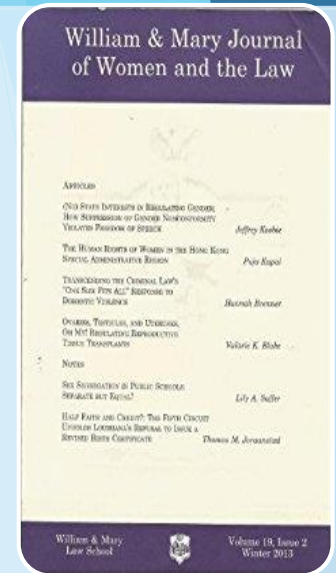 William & Mary Journal
of Women and the Law
ARTICLES
(NO) STATE INTERESTS IN REGULATING GENDER:
HOW SUPPRESSION OF GENDER NONCONFORMITY
VIOLATES FREEDOM OF SPEECH Jeffrey Kosbie
THE HUMAN RIGHTS OF WOMEN IN THE HONG KONG
SPECIAL ADMINISTRATIVE REGION Puja Kapai
TRANSCENDING THE CRIMINAL LAW'S
"ONE SIZE FITS ALL" RESPONSE TO
DOMESTIC VIOLENCE Hannah Brenner
OVARIES, TESTICLES, AND UTERUSES,
OH MY! REGULATING REPRODUCTIVE
TISSUE TRANSPLANTS Valarie K. Blake
NOTES
SEX SEGREGATION IN PUBLIC SCHOOLS:
SEPARATE BUT EQUAL? Lily A. Saffer
HALF FAITH AND CREDIT?: THE FIFTH CIRCUIT
UPHOLDS LOUISIANA'S REFUSAL TO ISSUE A
REVISED BIRTH CERTIFICATE Thomas M.
William & Mary
Law School
Volume 19, Issue 2
Winter 2013